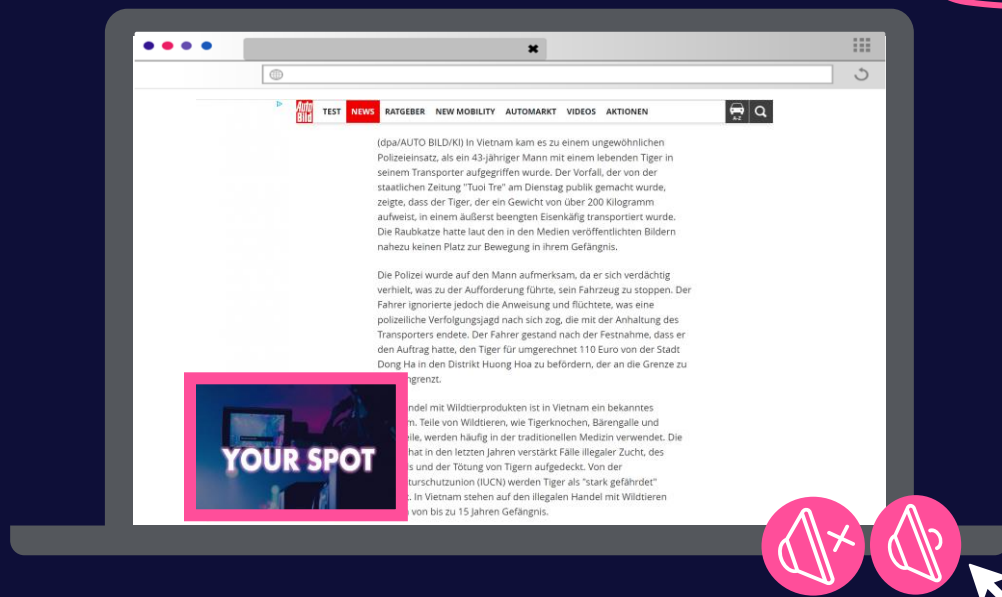 Auto Bild TEST NEWS RATGEBER NEW MOBILITY AUTOMARKT VIDEOS AKTIONEN A-Z
(dpa/AUTO BILD/KI) In Vietnam kam es zu einem ungewöhnlichen
Polizeieinsatz, als ein 43-jähriger Mann mit einem lebenden Tiger in
seinem Transporter aufgegriffen wurde. Der Vorfall, der von der
staatlichen Zeitung "Tuoi Tre" am Dienstag publik gemacht wurde,
zeigte, dass der Tiger, der ein Gewicht von über 200 Kilogramm
aufweist, in einem äußerst beengten Eisenkäfig transportiert wurde.
Die Raubkatze hatte laut den in den Medien veröffentlichten Bildern
nahezu keinen Platz zur Bewegung in ihrem Gefängnis.
Die Polizei wurde auf den Mann aufmerksam, da er sich verdächtig
verhielt, was zu der Aufforderung führte, sein Fahrzeug zu stoppen. Der
Fahrer ignorierte jedoch die Anweisung und flüchtete, was eine
polizeiliche Verfolgungsjagd nach sich zog, die mit der Anhaltung des
Transporters endete. Der Fahrer gestand nach der Festnahme, dass er
den Auftrag hatte, den Tiger für umgerechnet 110 Euro von der Stadt
Dong Ha in den Distrikt Huong Hoa zu befördern, der an die Grenze zu
ngrenzt.
ndel mit Wildtierprodukten ist in Vietnam ein bekanntes
m. Teile von Wildtieren, wie Tigerknochen, Bärengalle und
eile, werden häufig in der traditionellen Medizin verwendet. Die
hat in den letzten Jahren verstärkt Fälle illegaler Zucht, des
s und der Tötung von Tigern aufgedeckt. Von der
turschutzunion (IUCN) werden Tiger als "stark gefährdet"
t. In Vietnam stehen auf den illegalen Handel mit Wildtieren
von bis zu 15 Jahren Gefängnis.
YOUR SPOT